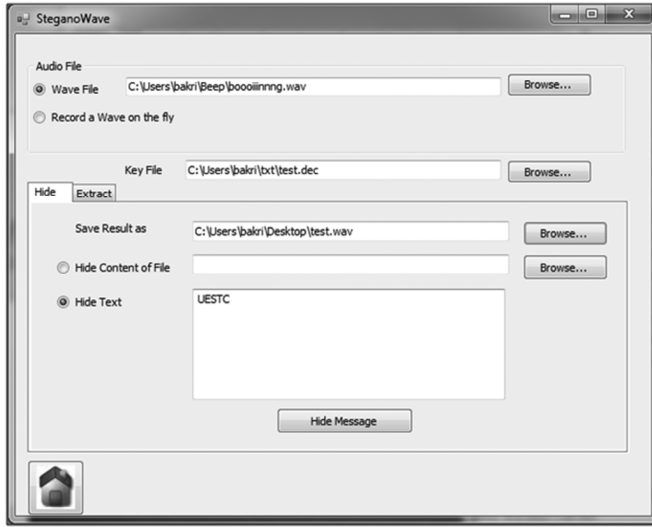 SteganoWave
Audio File
Wave File C:\Users\bakri\Beep\boooiiinnng.wav Browse...
Record a Wave on the fly
Key File C:\Users\bakri\txt\test.dec Browse...
Hide Extract
Save Result as C:\Users\bakri\Desktop\test.wav Browse...
Hide Content of File Browse...
Hide Text UESTC
Hide Message